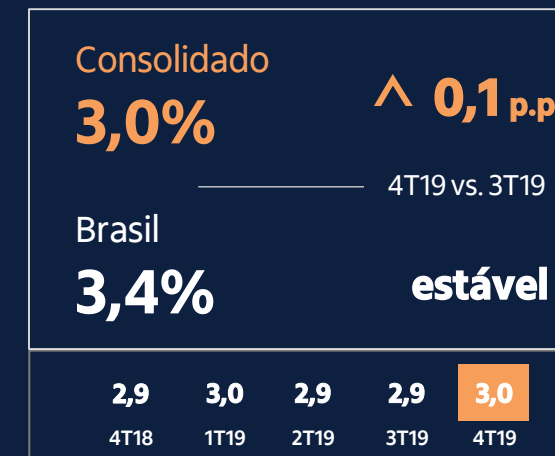 Consolidado
3,0%
0,1 p.p
4T19 vs. 3T19
Brasil
3,4%
estável
2,9 3,0 2,9 2,9 3,0
4T18 1T19 2T19 3T19 4T19